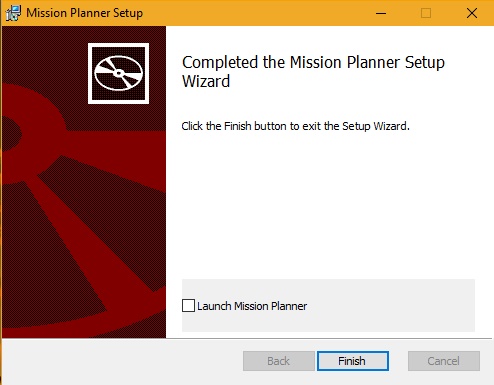 Mission Planner Setup
Completed the Mission Planner Setup
Wizard
Click the Finish button to exit the Setup Wizard.
Launch Mission Planner
Back Finish Cancel